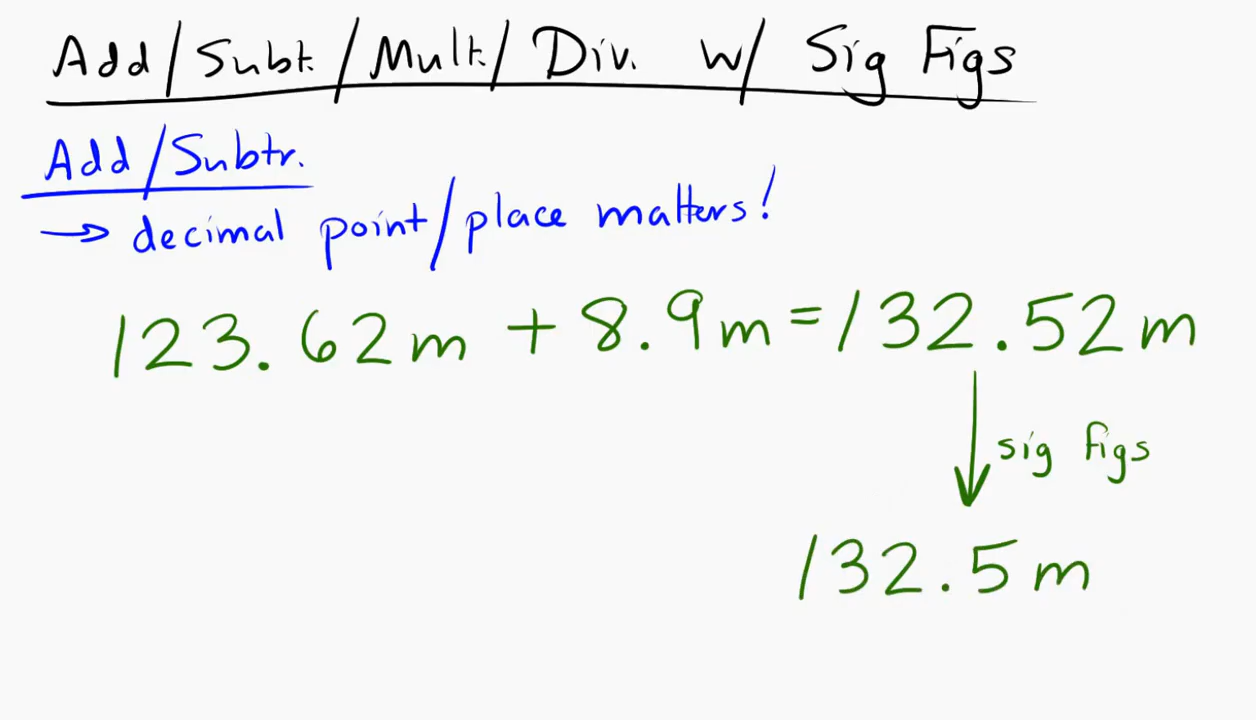 Add/Subt./Mult./Div. w/ Sig Figs
Add/Subtr.
→ decimal point/place matters!
123.62m + 8.9m = 132.52m
sig figs
132.5m